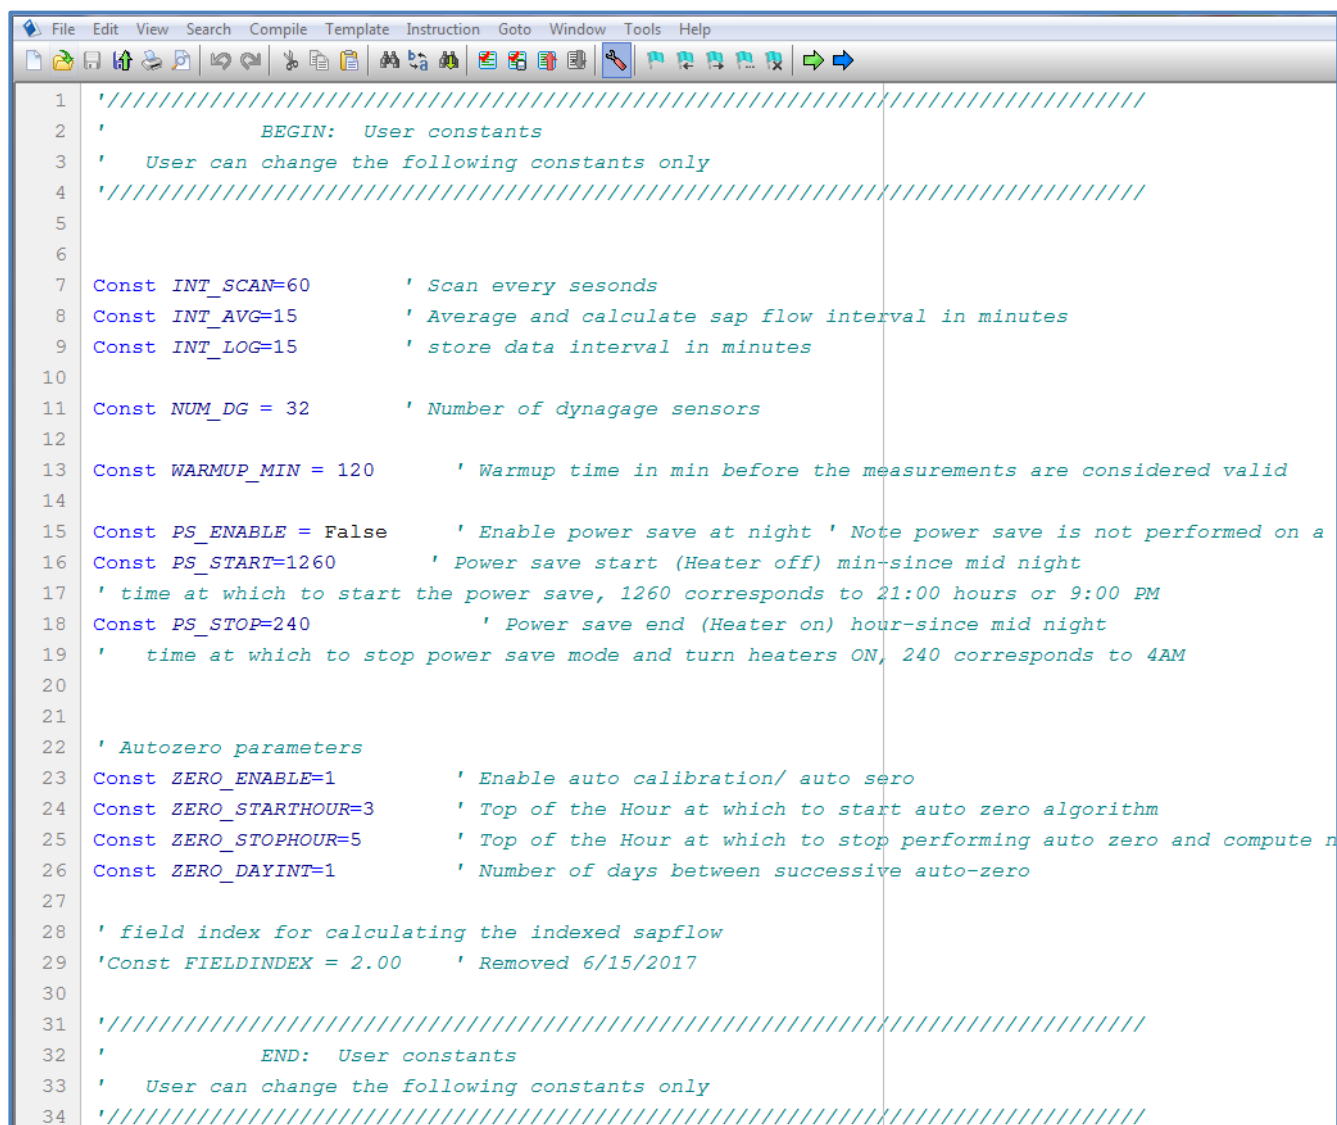 File Edit View Search Compile Template Instruction Goto Window Tools Help
1 '////////////////////////////////////////////////////////////////////////////////
2 ' BEGIN: User constants
3 ' User can change the following constants only
4 '////////////////////////////////////////////////////////////////////////////////
5
6
7 Const INT_SCAN=60 ' Scan every sesonds
8 Const INT_AVG=15 ' Average and calculate sap flow interval in minutes
9 Const INT_LOG=15 ' store data interval in minutes
10
11 Const NUM_DG = 32 ' Number of dynagage sensors
12
13 Const WARMUP_MIN = 120 ' Warmup time in min before the measurements are considered valid
14
15 Const PS_ENABLE = False ' Enable power save at night ' Note power save is not performed on a
16 Const PS_START=1260 ' Power save start (Heater off) min-since mid night
17 ' time at which to start the power save, 1260 corresponds to 21:00 hours or 9:00 PM
18 Const PS_STOP=240 ' Power save end (Heater on) hour-since mid night
19 ' time at which to stop power save mode and turn heaters ON, 240 corresponds to 4AM
20
21
22 ' Autozero parameters
23 Const ZERO_ENABLE=1 ' Enable auto calibration/ auto sero
24 Const ZERO_STARTHOUR=3 ' Top of the Hour at which to start auto zero algorithm
25 Const ZERO_STOPHOUR=5 ' Top of the Hour at which to stop performing auto zero and compute n
26 Const ZERO_DAYINT=1 ' Number of days between successive auto-zero
27
28 ' field index for calculating the indexed sapflow
29 'Const FIELDINDEX = 2.00 ' Removed 6/15/2017
30
31 '////////////////////////////////////////////////////////////////////////////////
32 ' END: User constants
33 ' User can change the following constants only
34 '////////////////////////////////////////////////////////////////////////////////